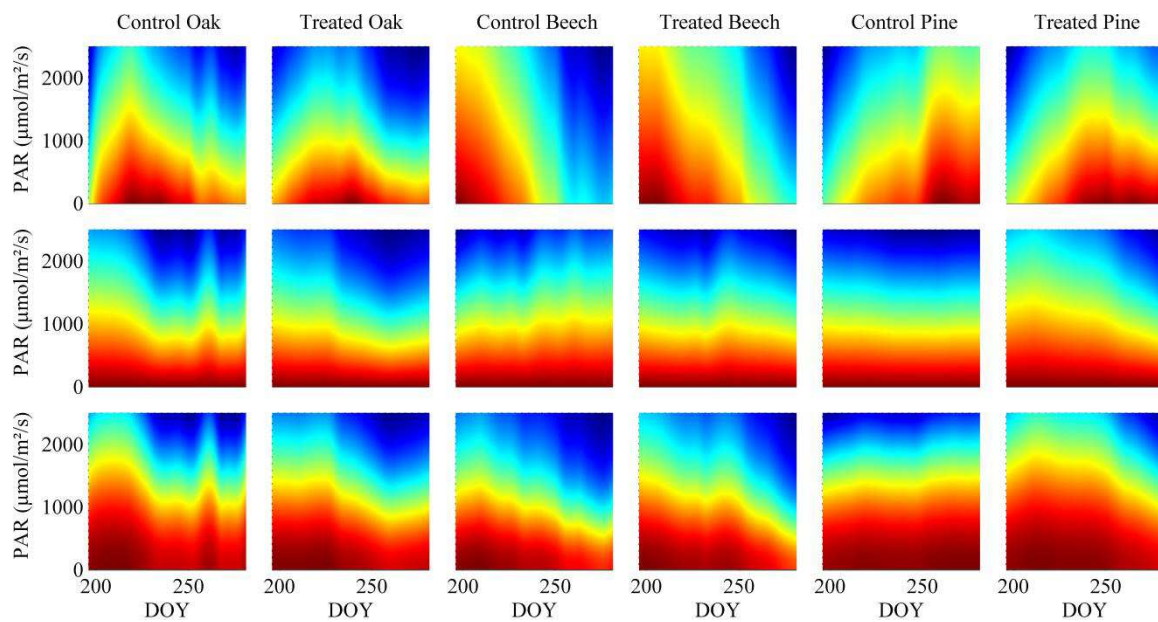 Control Oak Treated Oak Control Beech Treated Beech Control Pine Treated Pine
PAR (µmol/m²/s)
2000
1000
0
PAR (µmol/m²/s)
2000
1000
0
PAR (µmol/m²/s)
2000
1000
0
200 250 200 250 200 250 200 250 200 250 200 250
DOY DOY DOY DOY DOY DOY